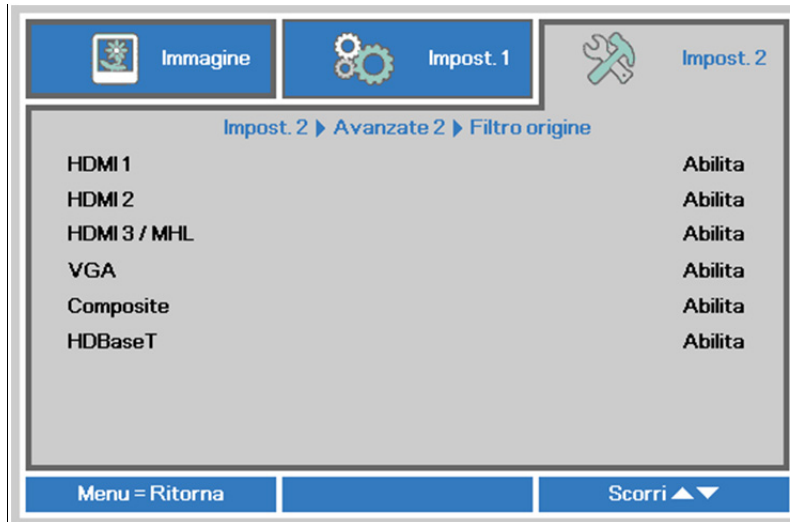 Immagine
Impost. 1
Impost. 2
Impost. 2 ▶ Avanzate 2 ▶ Filtro origine
HDMI 1 Abilita
HDMI 2 Abilita
HDMI 3 / MHL Abilita
VGA Abilita
Composite Abilita
HDBaseT Abilita
Menu = Ritorna
Scorri ▲▼